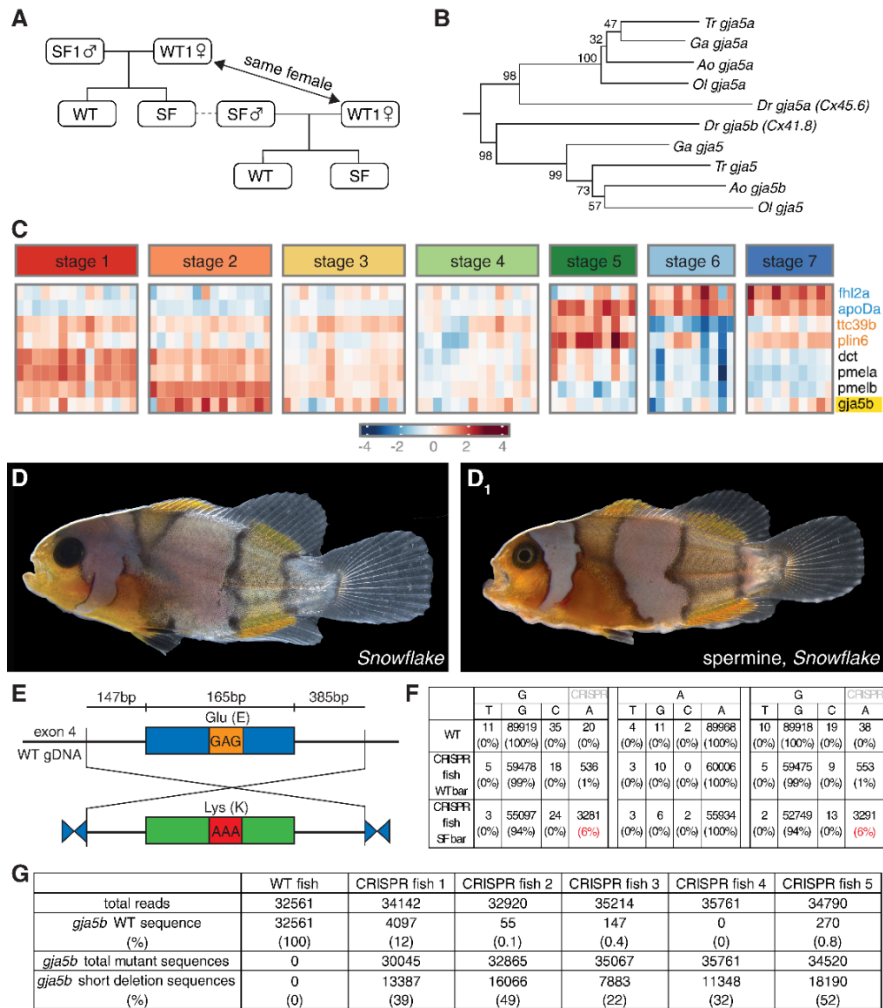 A
SF1♂ WT1♀
same female
WT SF SF♂ WT1♀
WT SF
B
Tr gja5a
Ga gja5a
Ao gja5a
Ol gja5a
Dr gja5a (Cx45.6)
Dr gja5b (Cx41.8)
Ga gja5
Tr gja5
Ao gja5b
Ol gja5
47
32
100
98
98
99
73
57
C
stage 1 stage 2 stage 3 stage 4 stage 5 stage 6 stage 7
fhl2a
apoDa
ttc39b
plin6
dct
pmela
pmelb
gja5b
-4 -2 0 2 4
D
Snowflake
D1
spermine, Snowflake
E
147bp 165bp 385bp
Glu (E)
exon 4
GAG
WT gDNA
Lys (K)
AAA
F
G CRISPR A G CRISPR
T G C A T G C A T G C A
WT 11 89919 35 20 4 11 2 89968 10 89918 19 38
(0%) (100%) (0%) (0%) (0%) (0%) (0%) (100%) (0%) (100%) (0%) (0%)
CRISPR fish WTbar 5 59478 18 536 3 10 0 60006 5 59475 9 553
(0%) (99%) (0%) (1%) (0%) (0%) (0%) (100%) (0%) (99%) (0%) (1%)
CRISPR fish SFbar 3 55097 24 3281 3 6 2 55934 2 52749 13 3291
(0%) (94%) (0%) (6%) (0%) (0%) (0%) (100%) (0%) (94%) (0%) (6%)
G
WT fish CRISPR fish 1 CRISPR fish 2 CRISPR fish 3 CRISPR fish 4 CRISPR fish 5
total reads 32561 34142 32920 35214 35761 34790
gja5b WT sequence 32561 4097 55 147 0 270
(%) (100) (12) (0.1) (0.4) (0) (0.8)
gja5b total mutant sequences 0 30045 32865 35067 35761 34520
gja5b short deletion sequences 0 13387 16066 7883 11348 18190
(%) (0) (39) (49) (22) (32) (52)